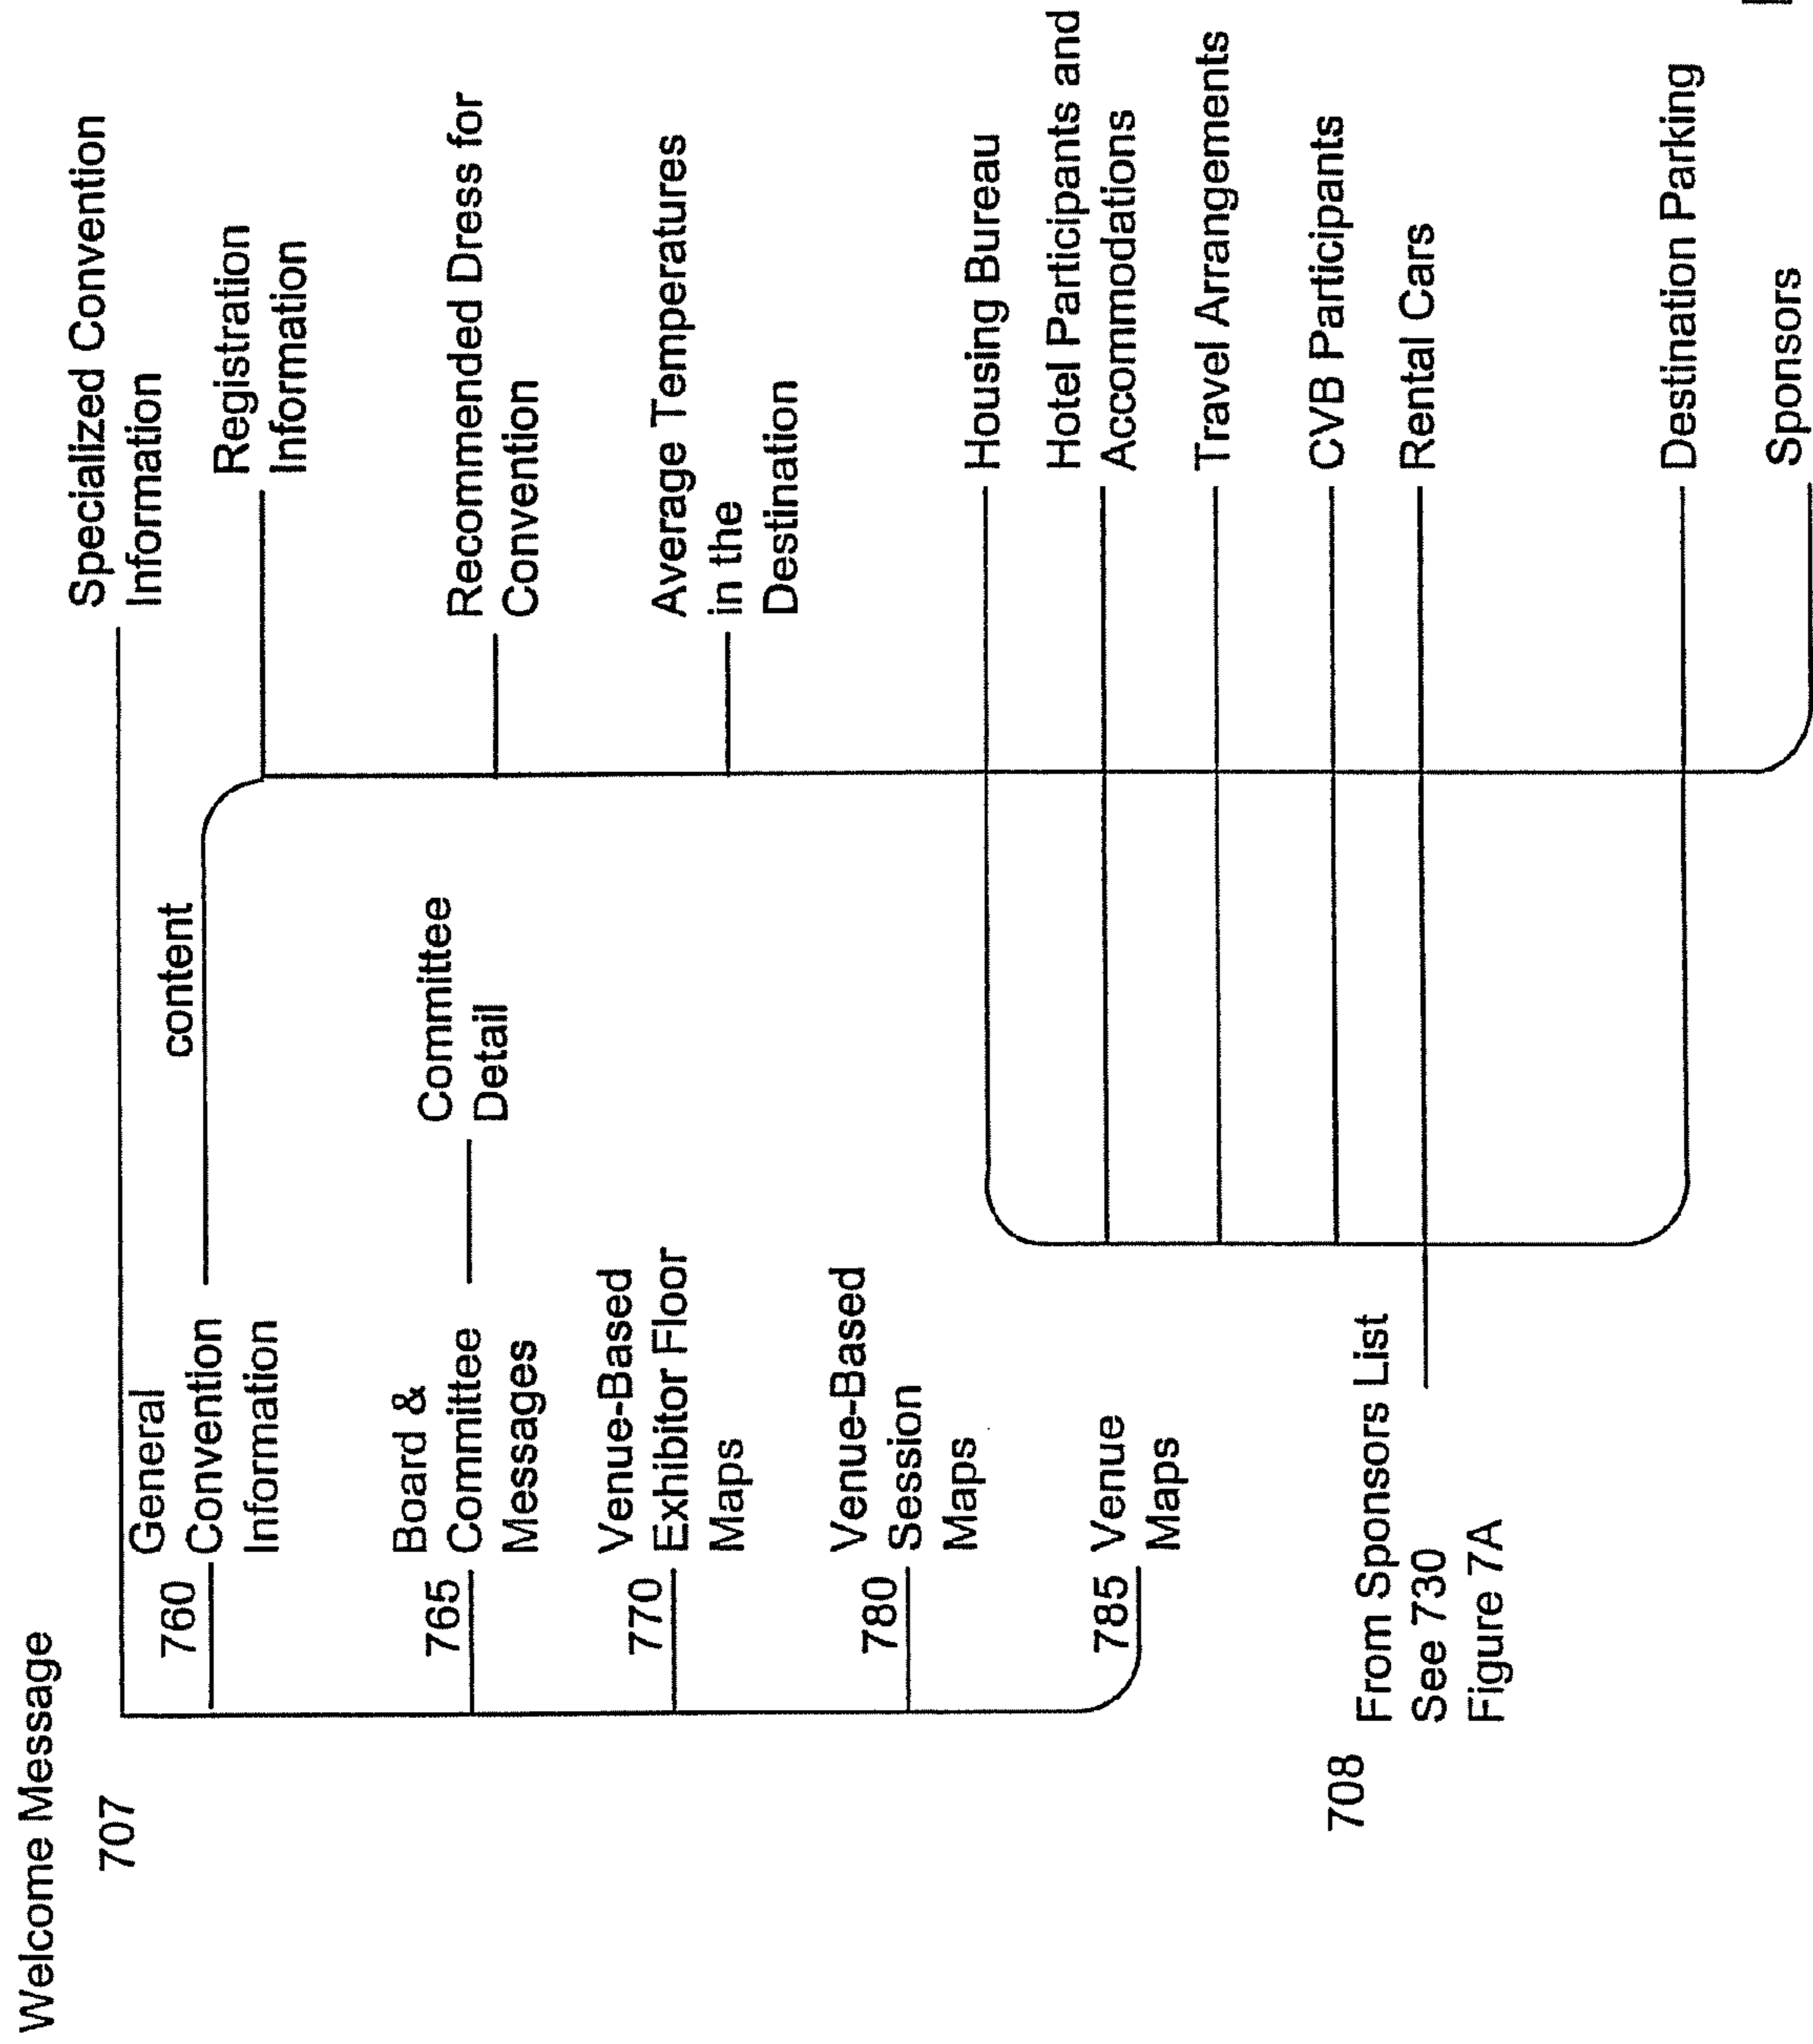 Welcome Message
707
Specialized Convention
Information
760
General
Convention
Information
content
Registration
Information
765
Board &
Committee
Messages
Committee
Detail
Recommended Dress for
Convention
770
Venue-Based
Exhibitor Floor
Maps
Average Temperatures
in the
Destination
780
Venue-Based
Session
Maps
Housing Bureau
785
Venue
Maps
Hotel Participants and
Accommodations
Travel Arrangements
CVB Participants
708
From Sponsors List
See 730
Figure 7A
Rental Cars
Destination Parking
Sponsors